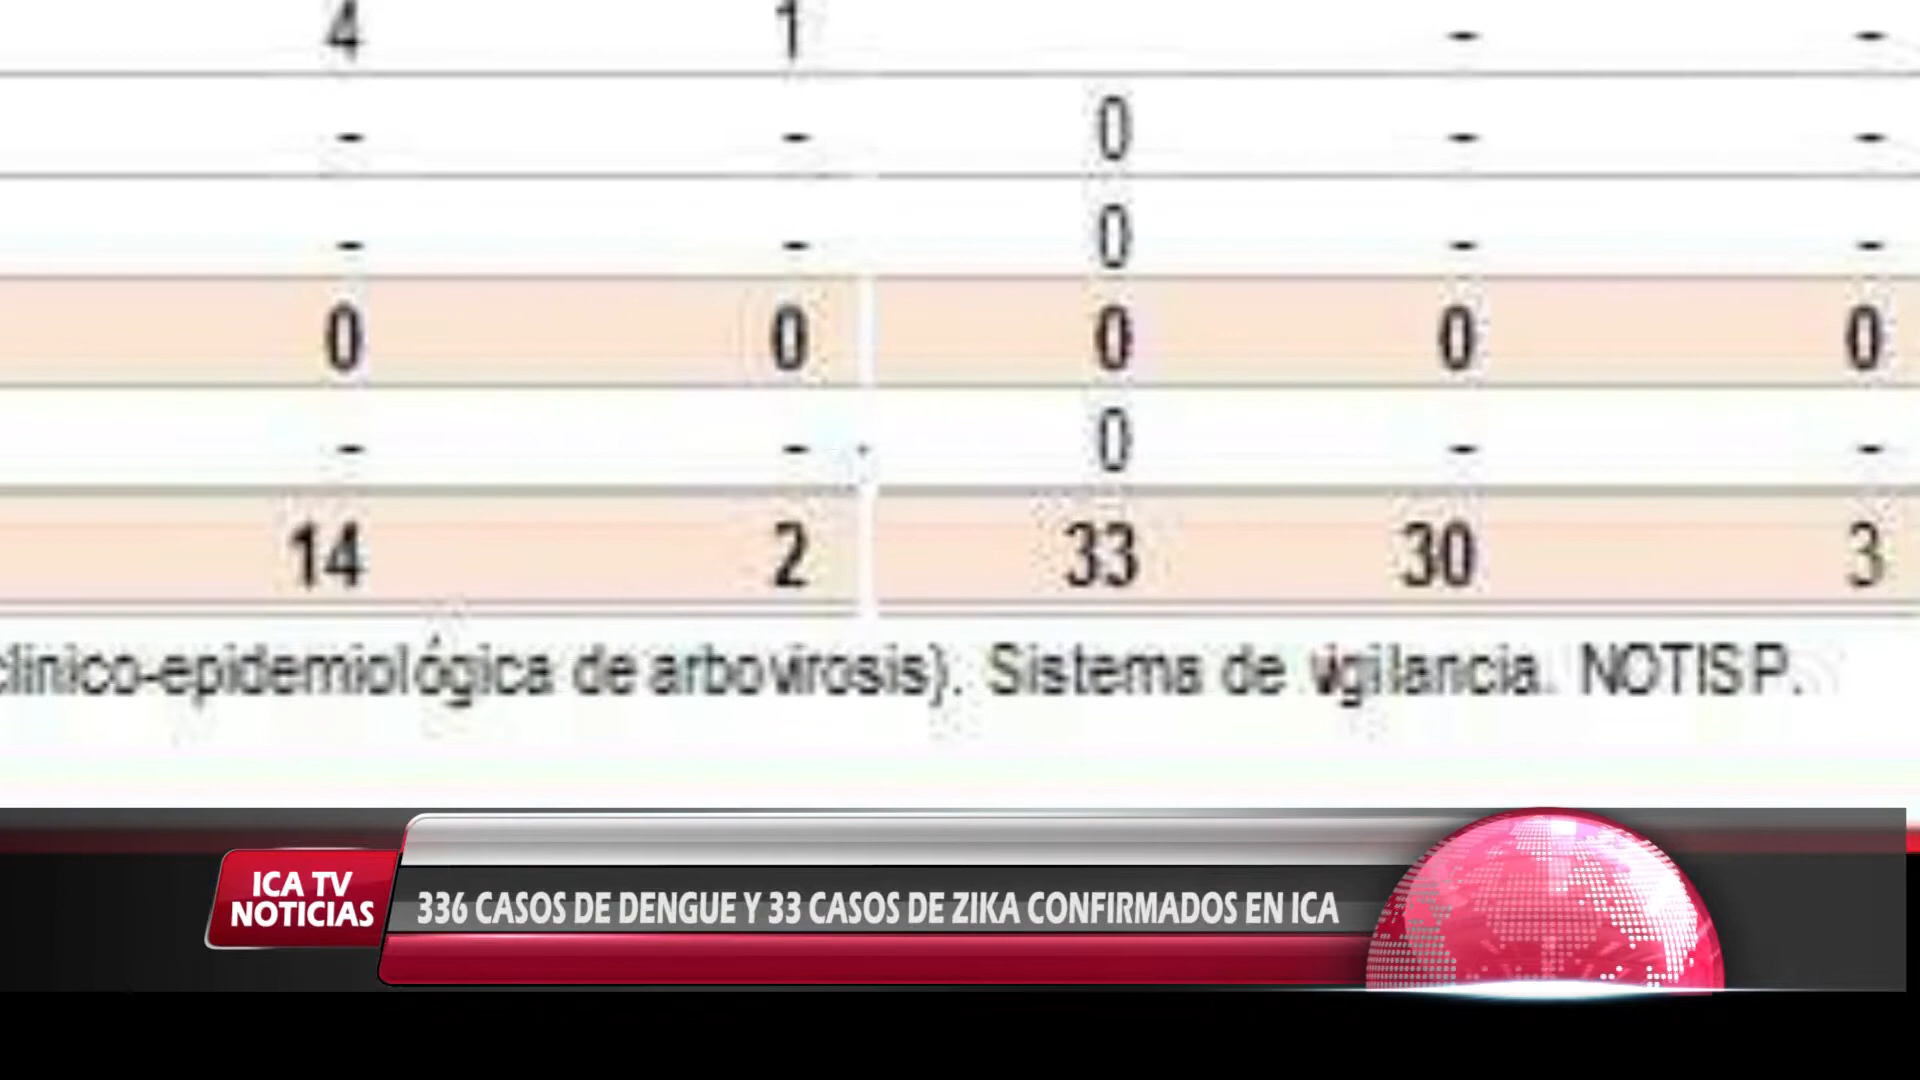 4 1 - -
- - 0 - -
- - 0 - -
0 0 0 0 0
- - 0 - -
14 2 33 30 3
clínico-epidemiológica de arbovirosis). Sistema de vigilancia. NOTISP.
ICA TV
NOTICIAS
336 CASOS DE DENGUE Y 33 CASOS DE ZIKA CONFIRMADOS EN ICA